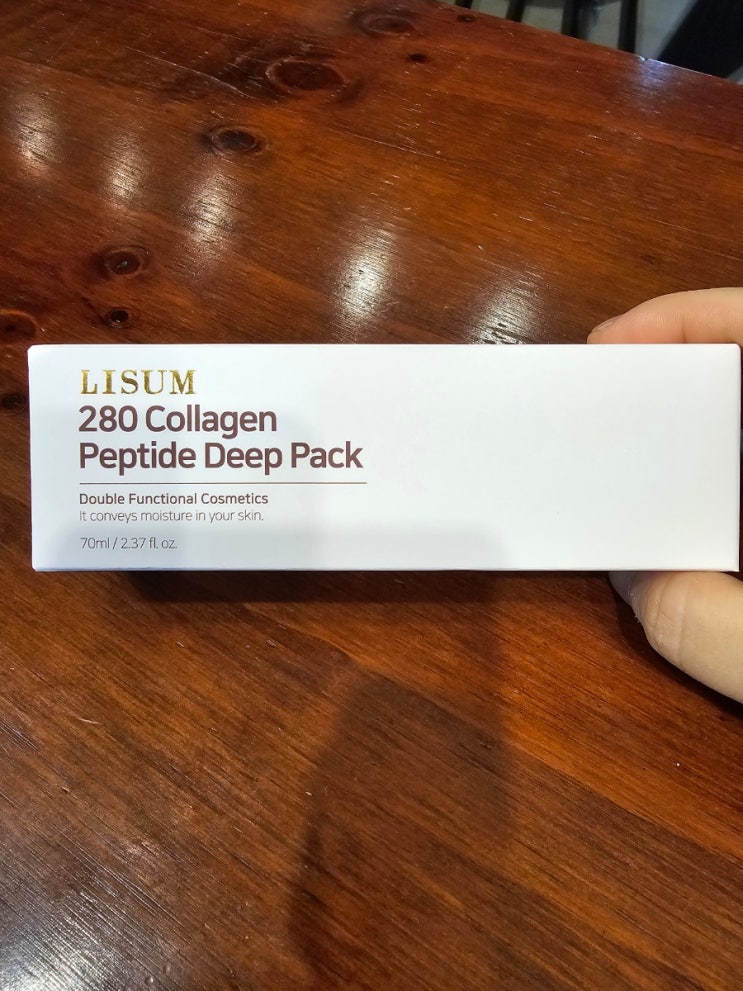 LISUM
280 Collagen
Peptide Deep Pack
Double Functional Cosmetics
It conveys moisture in your skin.
70ml / 2.37 fl. oz.